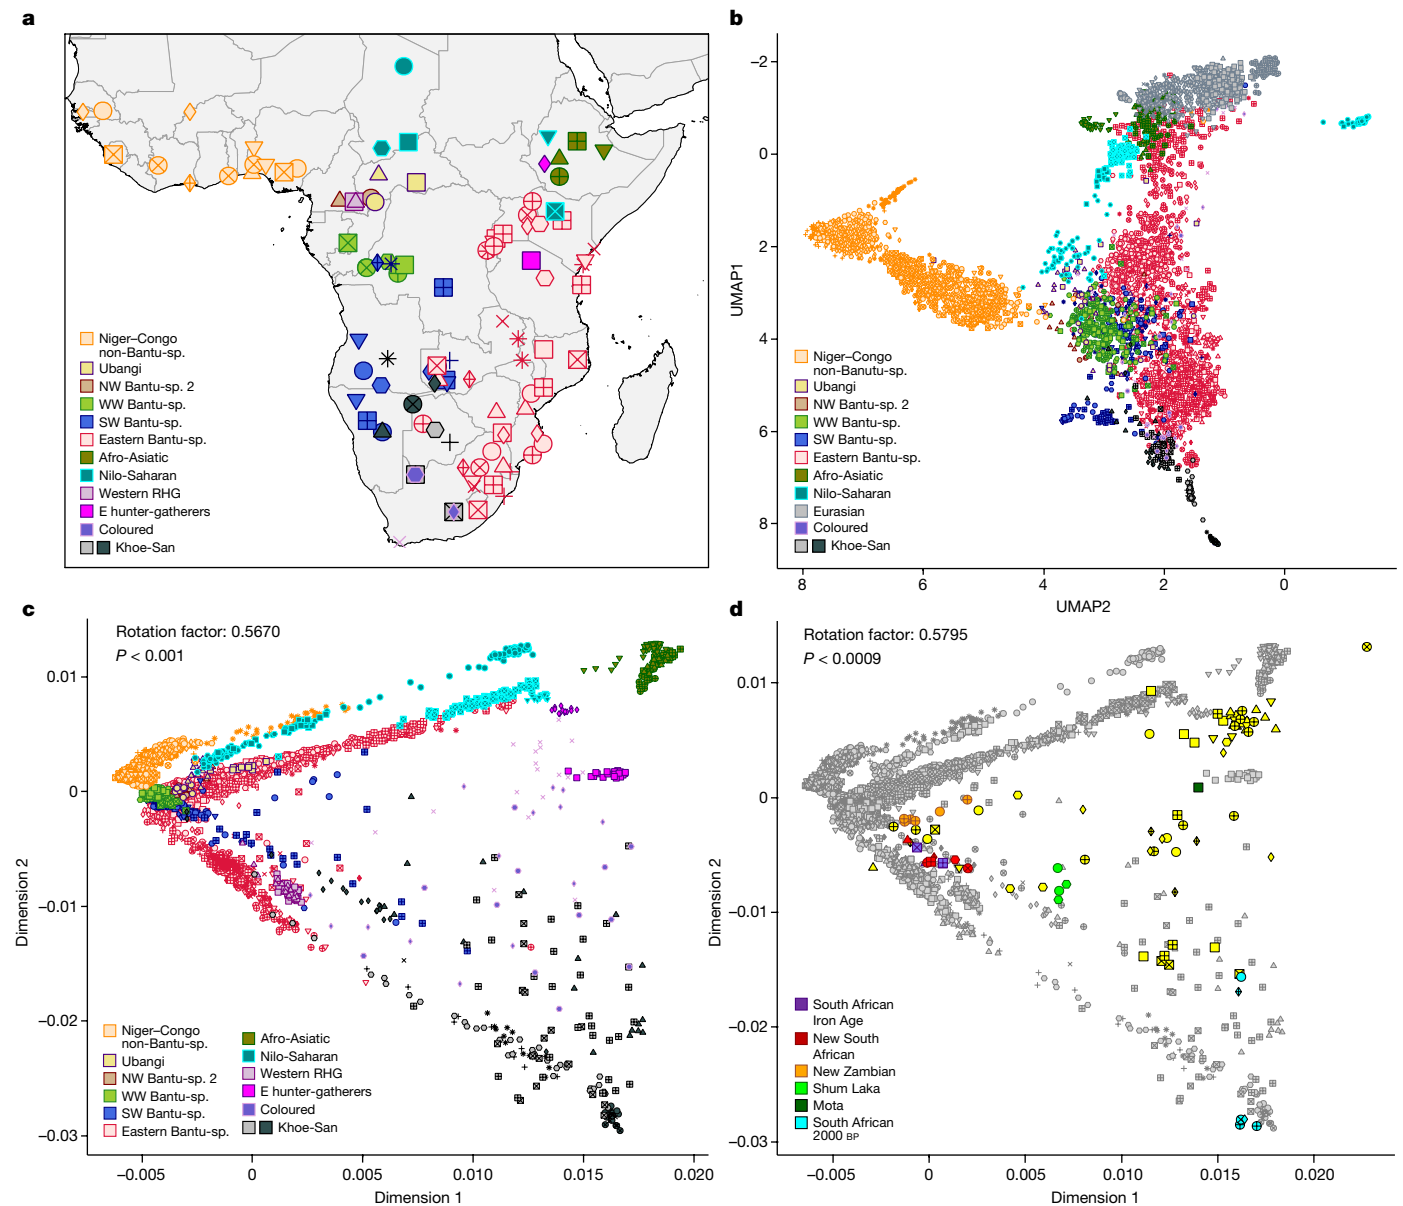 a
Niger–Congo
non-Bantu-sp.
Ubangi
NW Bantu-sp. 2
WW Bantu-sp.
SW Bantu-sp.
Eastern Bantu-sp.
Afro-Asiatic
Nilo-Saharan
Western RHG
E hunter-gatherers
Coloured
Khoe-San
b
−2
0
2
4
6
8
UMAP1
8
6
4
2
0
UMAP2
Niger–Congo
non-Banutu-sp.
Ubangi
NW Bantu-sp. 2
WW Bantu-sp.
SW Bantu-sp.
Eastern Bantu-sp.
Afro-Asiatic
Nilo-Saharan
Eurasian
Coloured
Khoe-San
c
Rotation factor: 0.5670
P < 0.001
0.01
0
−0.01
−0.02
−0.03
Dimension 2
−0.005
0
0.005
0.010
0.015
0.020
Dimension 1
Niger–Congo
non-Bantu-sp.
Ubangi
NW Bantu-sp. 2
WW Bantu-sp.
SW Bantu-sp.
Eastern Bantu-sp.
Afro-Asiatic
Nilo-Saharan
Western RHG
E hunter-gatherers
Coloured
Khoe-San
d
Rotation factor: 0.5795
P < 0.0009
0.01
0
−0.01
−0.02
−0.03
Dimension 2
−0.005
0
0.005
0.010
0.015
0.020
Dimension 1
South African
Iron Age
New South
African
New Zambian
Shum Laka
Mota
South African
2000 BP